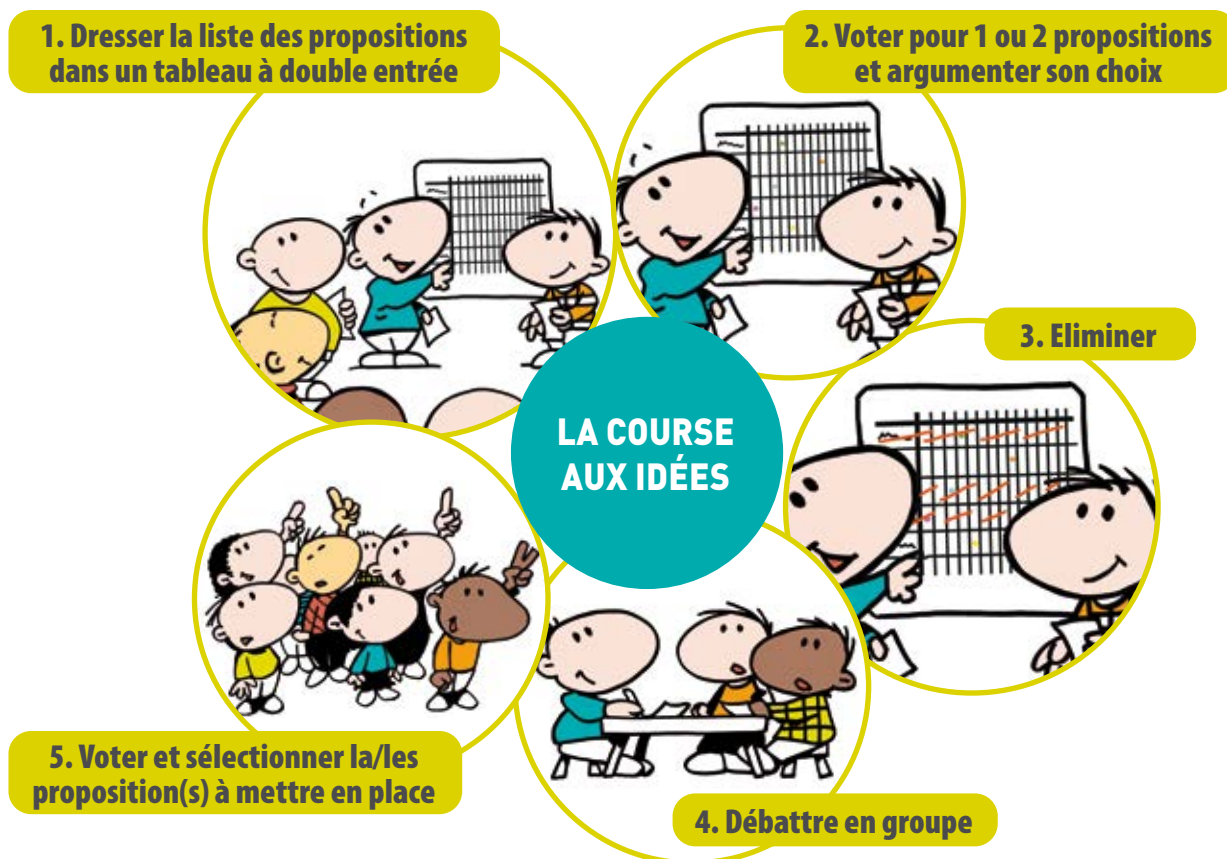 1. Dresser la liste des propositions
dans un tableau à double entrée
2. Voter pour 1 ou 2 propositions
et argumenter son choix
3. Eliminer
LA COURSE
AUX IDÉES
4. Débattre en groupe
5. Voter et sélectionner la/les
proposition(s) à mettre en place